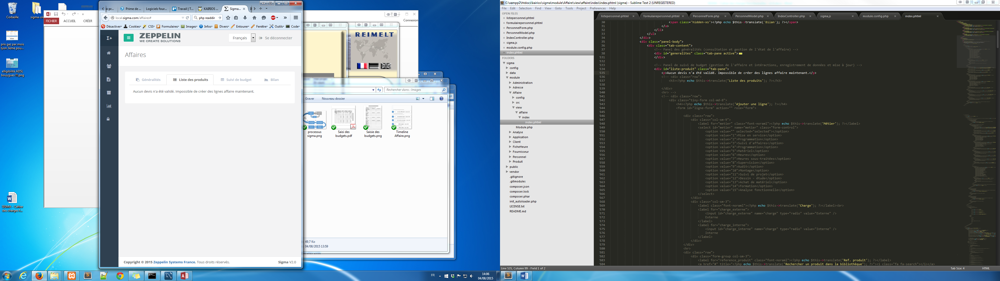 Corbeille
sigma-ol
prix gaz par mois
lyon 3ème pou...
elligibilité ADSL
bouygues !!!.png
SIGMA - Cahier
des charges f...
FICHIER ACCUEIL CRÉER
Connexion
Prime de ...
Logiciels four...
Travail | T...
KAIRIOS ...
Sigma...
local.sigma.com/affaires#
php readdir
Désactiver Cookies CSS Formulaires Images Infos Divers Entourer Fenêtre Outils Code
Σ+
ZEPPELIN
WE CREATE SOLUTIONS
Français
Se déconnecter
Affaires
Généralités
Liste des produits
Suivi de budget
Bilan
Aucun devis n'a été validé. Impossible de créer des lignes affaire maintenant.
Copyright © 2015 Zeppelin Systems France. Tous droits réservés.
Sigma V2.0
REIMELT
Rechercher dans : Images
Graver Nouveau dossier
processus
sigma.png
Saisi des
budgets.pdf
Saisie des
budgets.png
Timeline
Affaire.png
49,7 Ko
04/08/2015 13:59
FR
14:06
04/08/2015
C:\xampp2\htdocs\kairios\sigma\module\Affaire\view\affaire\index\index.phtml (sigma) - Sublime Text 2 (UNREGISTERED)
File Edit Selection Find View Goto Tools Project Preferences Help
OPEN FILES
listepersonnel.phtml
formulairepersonnel.phtml
PersonnelForm.php
PersonnelModel.php
IndexController.php
sigma.js
module.config.php
index.phtml
FOLDERS
sigma
config
data
module
Administration
Adresse
Affaire
config
src
view
affaire
index
index.phtml
Module.php
Analyse
Application
Client
FicheHeure
Fournisseur
Personnel
Produit
public
vendor
.gitignore
.gitmodules
composer.json
composer.lock
composer.phar
init_autoloader.php
LICENSE.txt
README.md
listepersonnel.phtml formulairepersonnel.phtml PersonnelForm.php PersonnelModel.php IndexController.php sigma.js module.config.php index.phtml
30 <span class="hidden-xs"><?php echo $this->translate('Bilan'); ?></span>
31 </a>
32 </li>
33 </ul>
34 </div>
35 <div class="panel-body">
36 <div class="tab-content">
37 <!-- Panel des généralités (consultation et gestion de l'état de l'affaire) -->
38 <div id="generalites" class="tab-pane active">
531 </div>
532
533 <!-- Panel de suivi de budget (gestion de l'affaire et intéractions, enregistrement de données et mise à jour) -->
534 <div id="liste-produit" class="tab-pane">
535 <p>Aucun devis n'a été validé. Impossible de créer des lignes affaire maintenant.</p>
536 <!-- <div class="row">
537 <h3><?php echo $this->translate('Liste des produits'); ?></h3>
538
539 </div>
540 <hr> -->
541 <!-- <div class="row">
542 <div class="tiny-form col-md-8">
543 <h4><?php echo $this->translate('Ajouter une ligne'); ?></h4>
544 <form id="ligne-form" action="" role="form">
545
546 <div class="row">
547 <div class="col-sm-9">
548 <label for="metier" class="font-noraml"><?php echo $this->translate('Métier'); ?></label>
549 <select id="metier" name="metier" class="form-control">
550 <option value="" selected="selected"></option>
551 <option value="1">Mise en service</option>
552 <option value="2">Programmation</option>
553 <option value="3">Suivi d'affaires</option>
554 <option value="4">Programmation</option>
555 <option value="5">Matériel</option>
556 <option value="6">Heures</option>
557 <option value="7">Heures sous-traitées</option>
558 <option value="8">Supervision</option>
559 <option value="9">Audit</option>
560 <option value="10">Montage</option>
561 <option value="11">Suivi de projet</option>
562 <option value="12">Dessin - étude</option>
563 <option value="13">Achat de matériel</option>
564 <option value="14">Formation</option>
565 <option value="15">Analyse fonctionnelle</option>
566 </select>
567 </div>
568 <div class="col-sm-3">
569 <label class="font-noraml"><?php echo $this->translate('Charge'); ?></label><br>
570 <label for="charge_externe">
571 <input id="charge_externe" name="charge" type="radio" value="Externe" />
572 Externe
573 </label>
574 <label for="charge_interne">
575 <input id="charge_interne" name="charge" type="radio" value="Interne" />
576 Interne
577 </label>
578 </div>
579 </div>
580 <hr>
581 <div class="row">
582 <div class="form-group col-sm-3">
583 <label for="reference_produit" class="font-noraml"><?php echo $this->translate('Ref. produit'); ?></label>
584 <a href="#" title="<?php echo $this->translate('Rechercher un produit dans la bibliothèque'); ?>"><i class="fa fa-search"></i></a>
Line 535, Column 99 - Field 1 of 2
Tab Size: 4
HTML